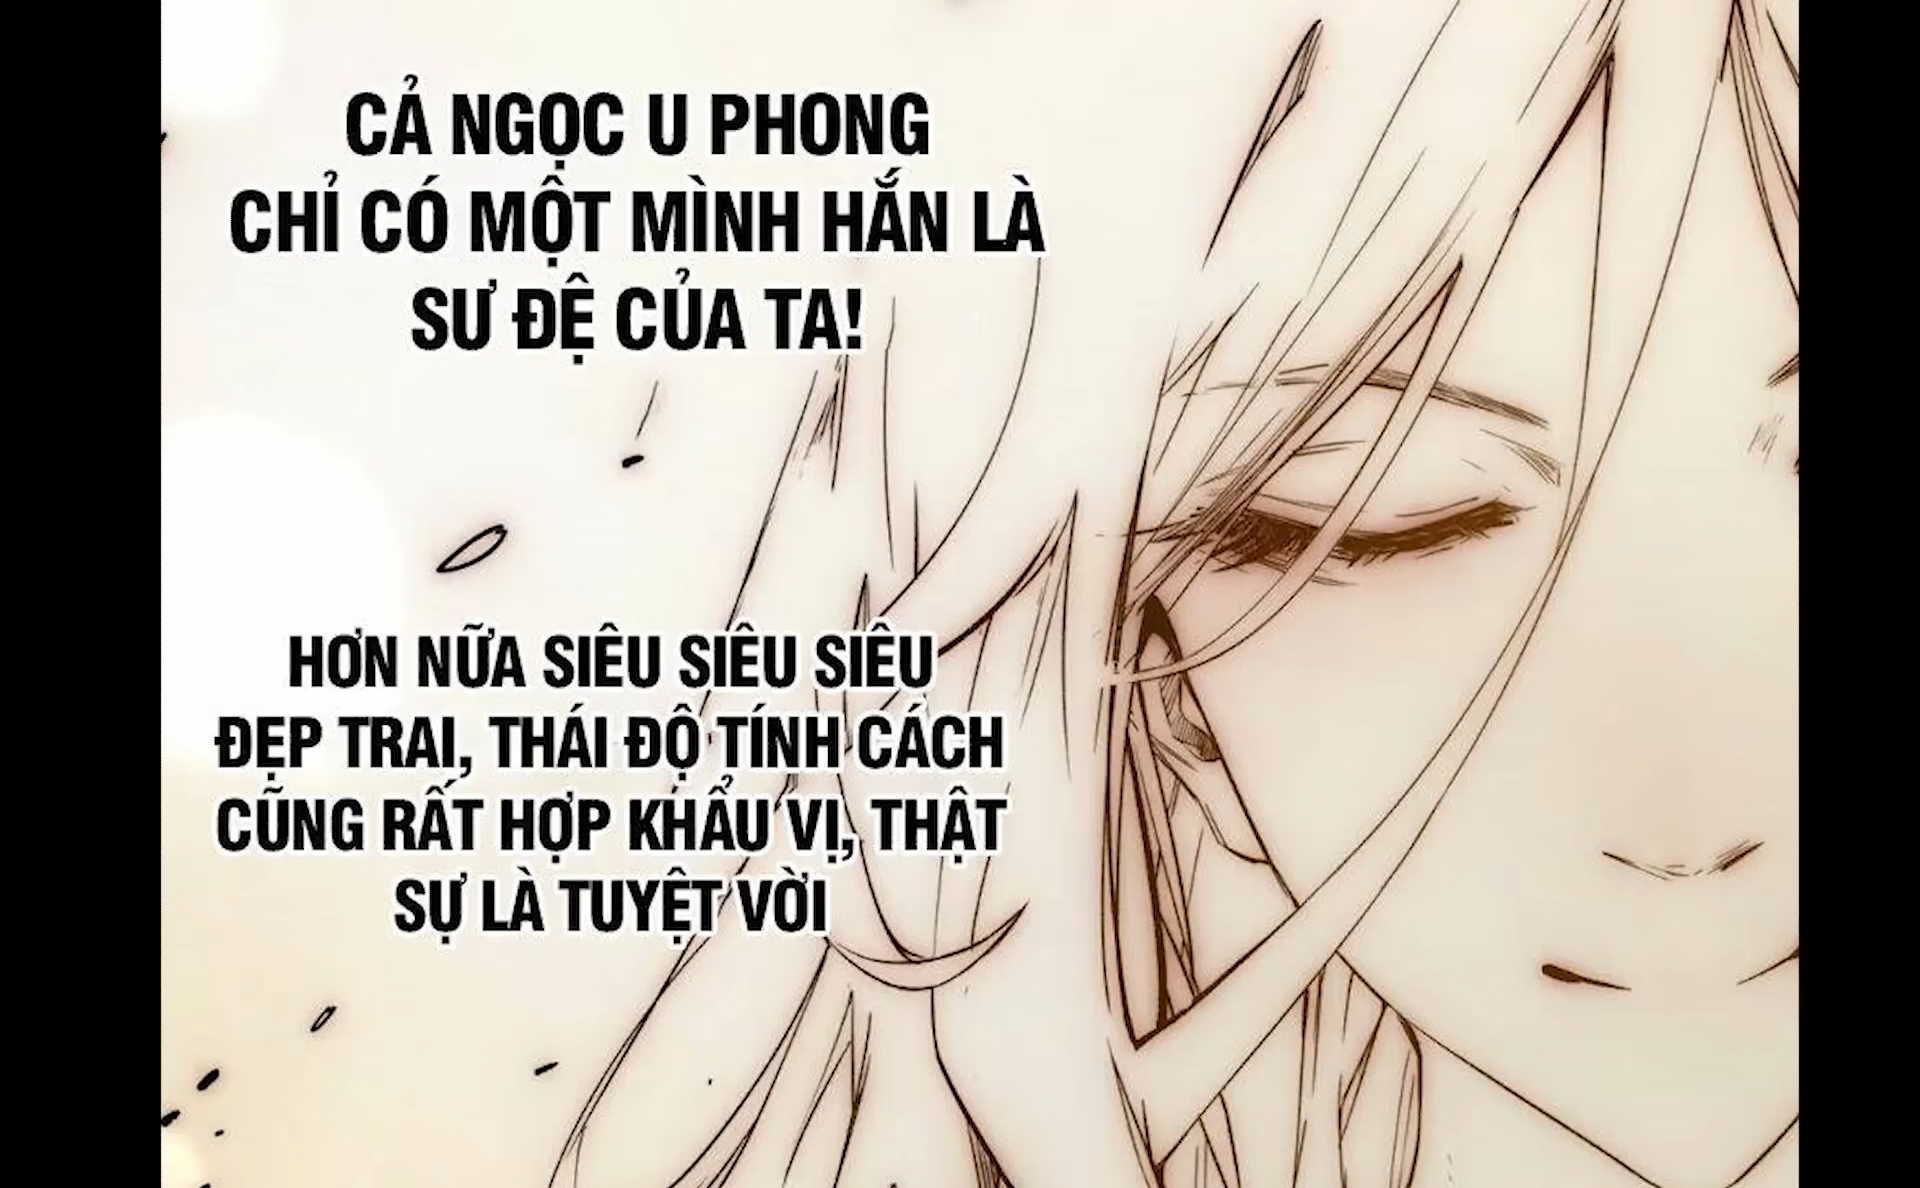 CẢ NGỌC U PHONG
CHỈ CÓ MỘT MÌNH HẮN LÀ
SƯ ĐỆ CỦA TA!
HƠN NỮA SIÊU SIÊU SIÊU
ĐẸP TRAI, THÁI ĐỘ TÍNH CÁCH
CŨNG RẤT HỢP KHẨU VỊ, THẬT
SỰ LÀ TUYỆT VỜI